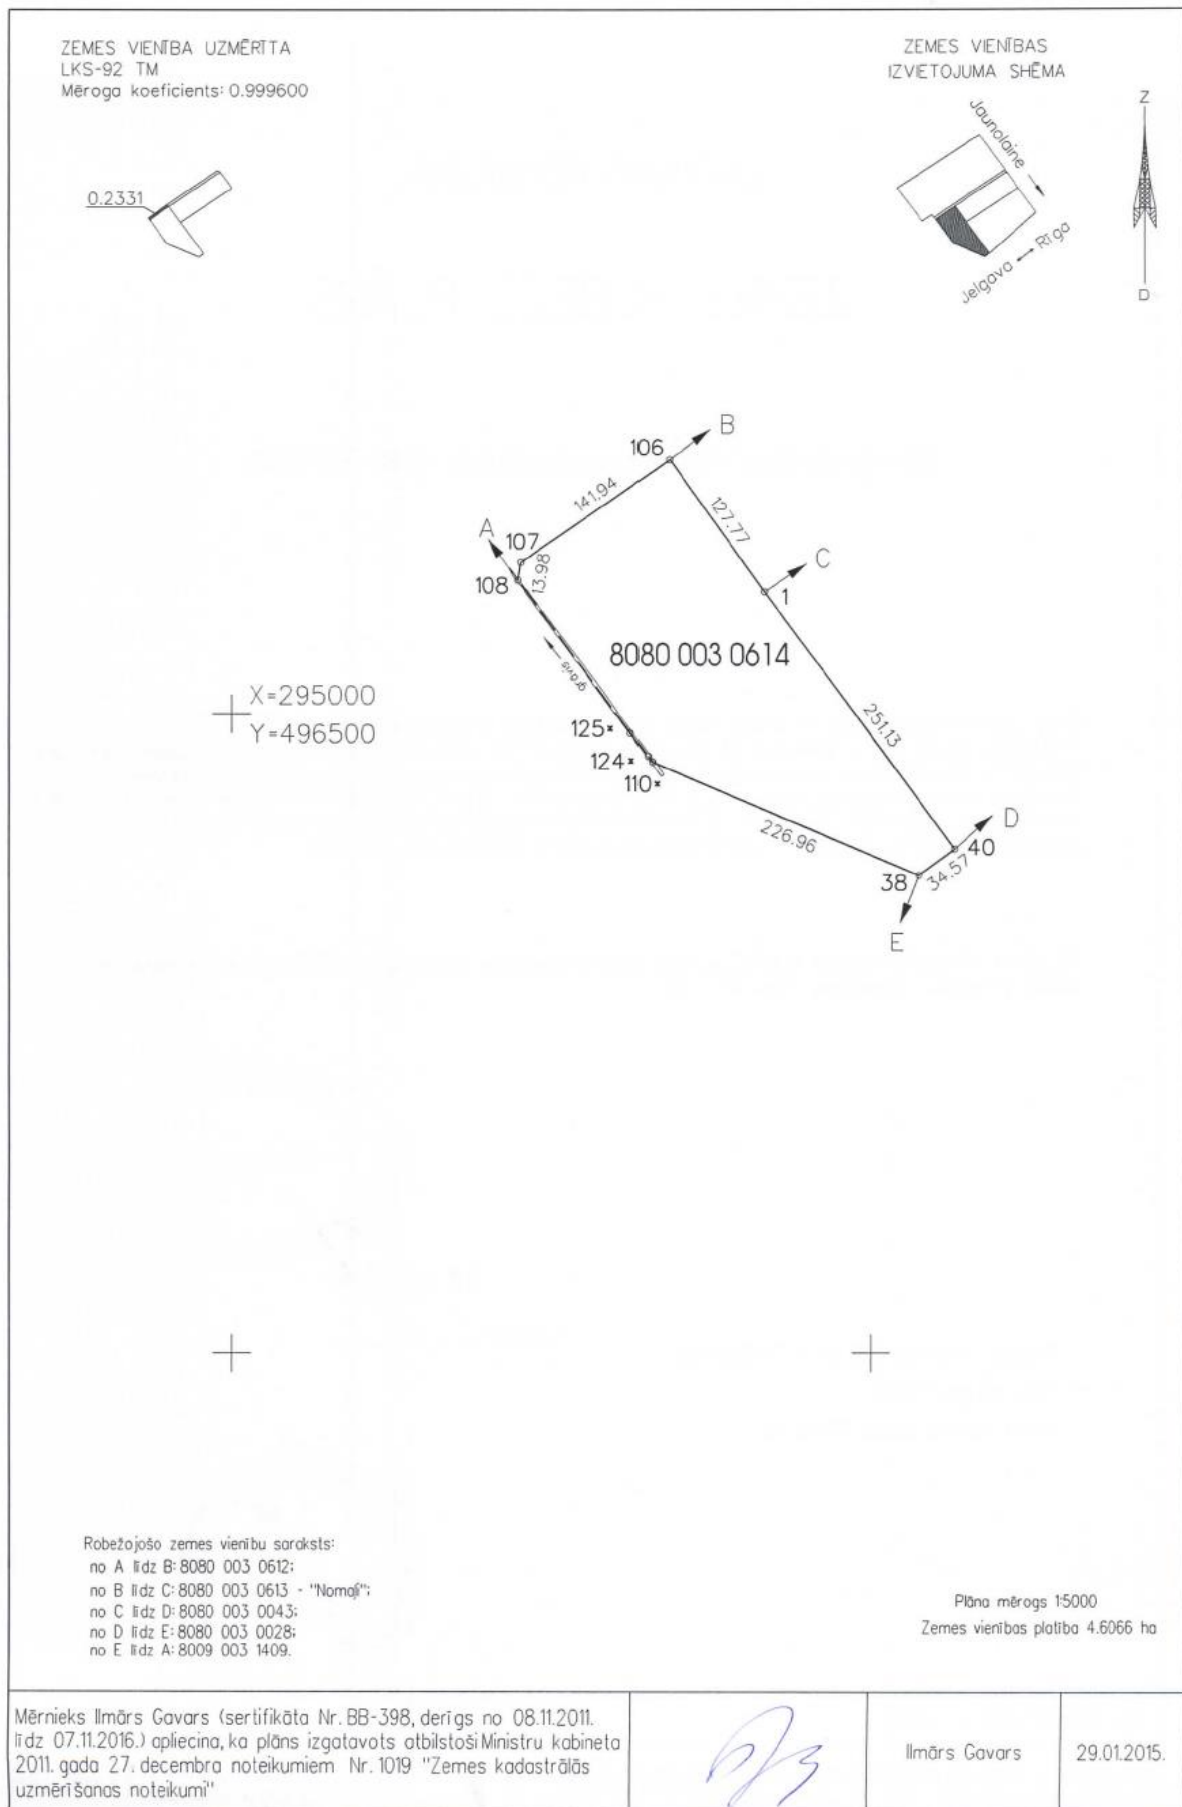 ZEMES VIENĪBA UZMĒRĪTA
LKS-92 TM
Mēroga koeficients: 0.999600
ZEMES VIENĪBAS
IZVIETOJUMA SHĒMA
0.2331
Jaunolaine
Jelgava Rīga
Z
D
B
106
141.94
127.77
A
107
13.98
108
C
1
8080 003 0614
grāvis
X=295000
Y=496500
125*
124*
110*
251.13
226.96
D
40
38
34.57
E
Robežojošo zemes vienību saraksts:
no A līdz B: 8080 003 0612;
no B līdz C: 8080 003 0613 - "Nomaļi";
no C līdz D: 8080 003 0043;
no D līdz E: 8080 003 0028;
no E līdz A: 8009 003 1409.
Plāna mērogs 1:5000
Zemes vienības platība 4.6066 ha
Mērnieks Ilmārs Gavars (sertifikāta Nr. BB-398, derīgs no 08.11.2011.
līdz 07.11.2016.) apliecina, ka plāns izgatavots atbilstoši Ministru kabineta
2011. gada 27. decembra noteikumiem Nr. 1019 "Zemes kadastrālās
uzmērīšanas noteikumi"
Ilmārs Gavars
29.01.2015.